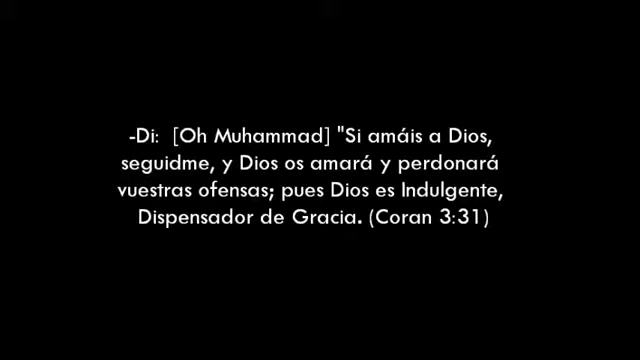 -Di:  [Oh Muhammad] "Si amáis a Dios,
seguidme, y Dios os amará y perdonará
vuestras ofensas; pues Dios es Indulgente,
Dispensador de Gracia. (Coran 3:31)